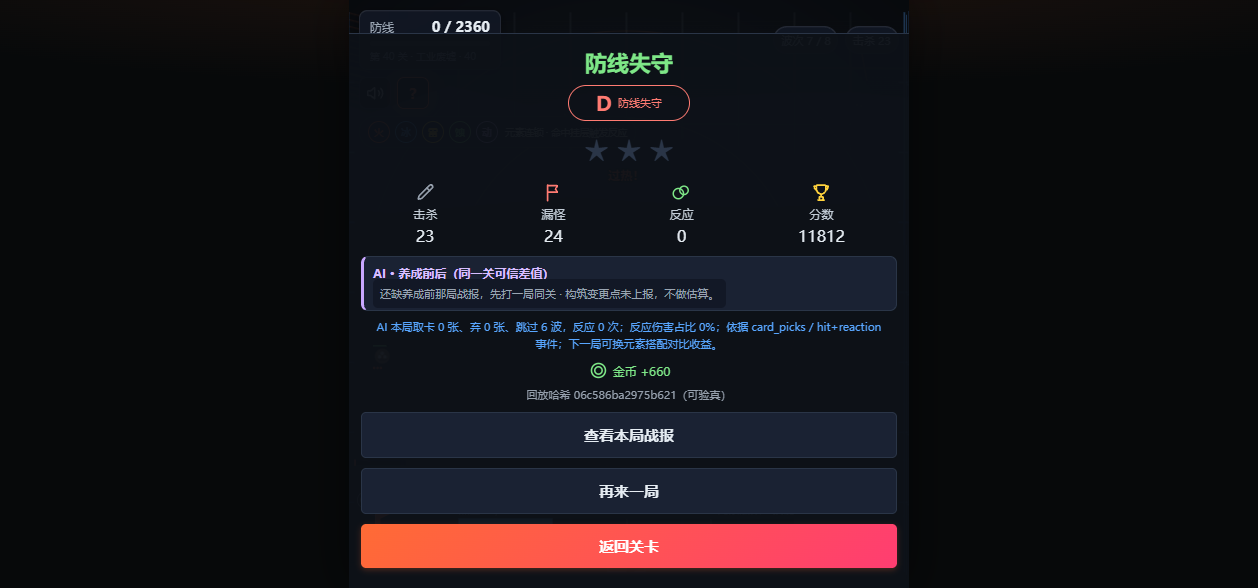 防线 0 / 2360
防线失守
D 防线失守
击杀 漏怪 反应 分数
23 24 0 11812
AI · 养成前后（同一关可信差值）
还缺养成前那局战报，先打一局同关 · 构筑变更点未上报，不做估算。
AI 本局取卡 0 张、弃 0 张、跳过 6 波，反应 0 次；反应伤害占比 0%；依据 card_picks / hit+reaction
事件；下一局可换元素搭配对比收益。
金币 +660
回放哈希 06c586ba2975b621（可验真）
查看本局战报
再来一局
返回关卡